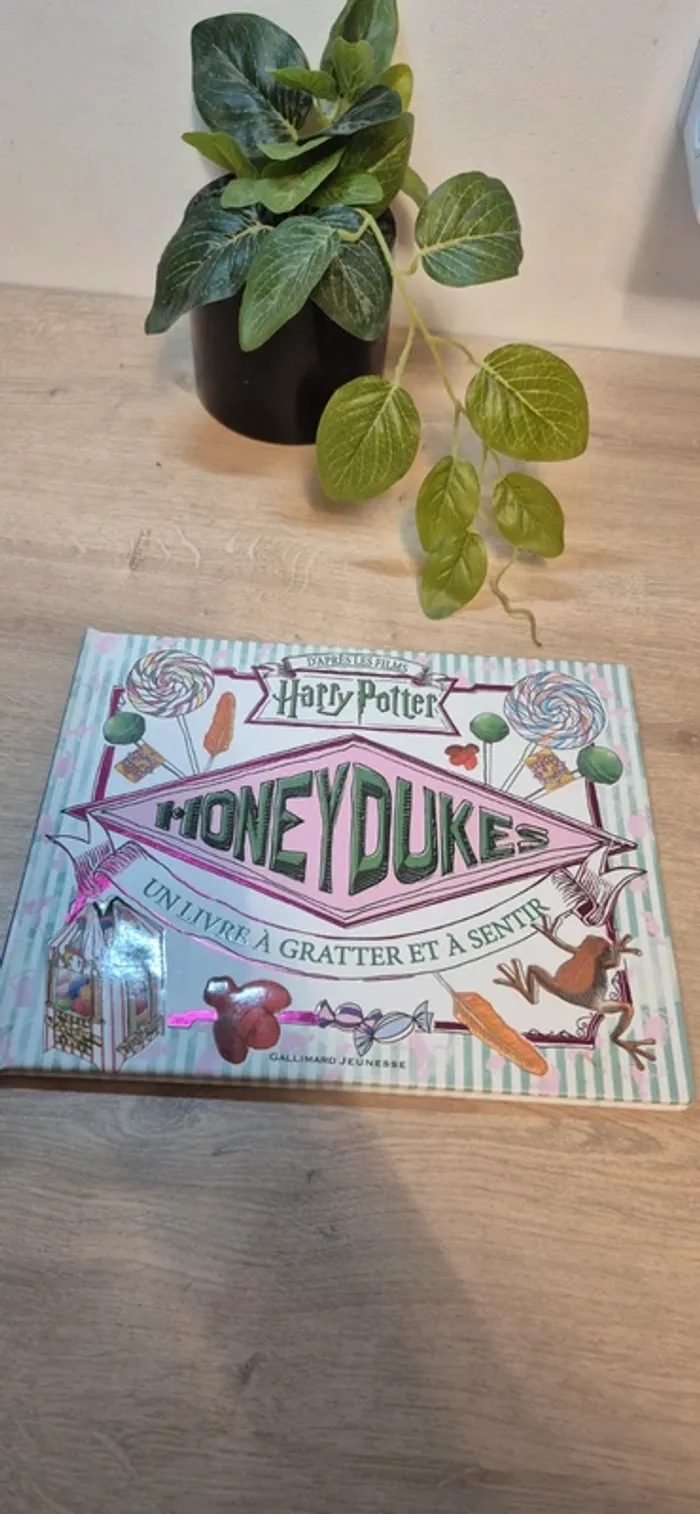 D'APRÈS LES FILMS
Harry Potter
HONEYDUKES
UN LIVRE À GRATTER ET À SENTIR
GALLIMARD JEUNESSE